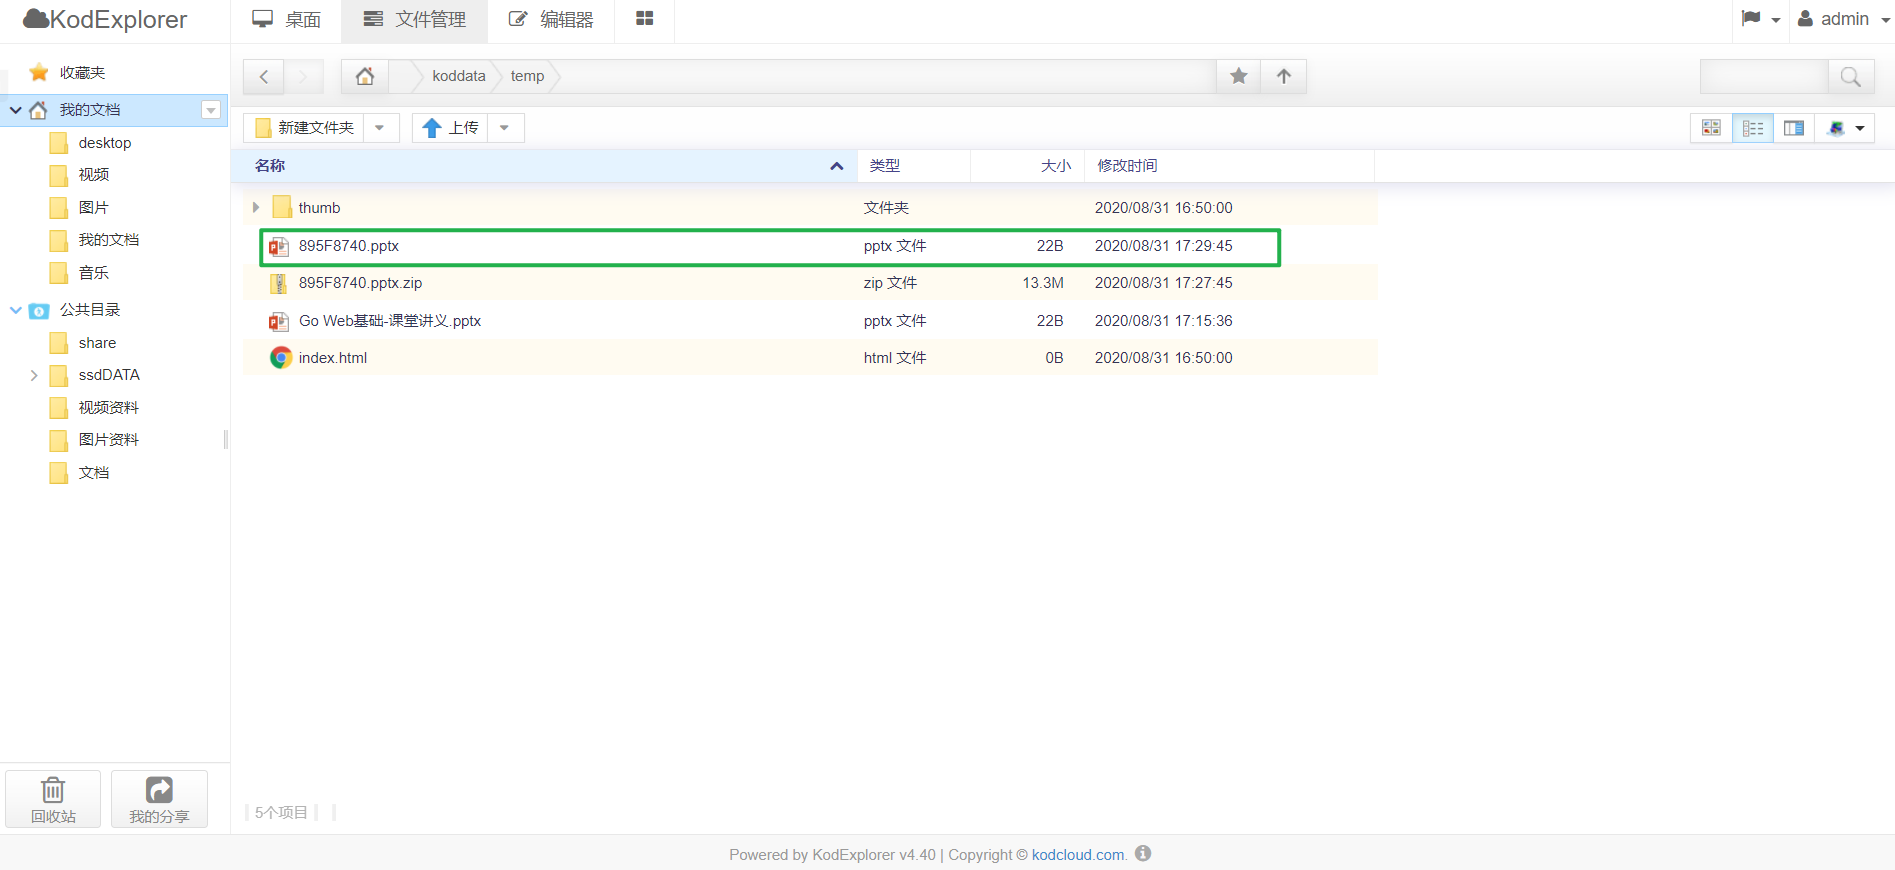 KodExplorer
桌面
文件管理
编辑器
admin
收藏夹
我的文档
desktop
视频
图片
我的文档
音乐
公共目录
share
ssdDATA
视频资料
图片资料
文档
回收站
我的分享
koddata
temp
新建文件夹
上传
名称 类型 大小 修改时间
thumb 文件夹 2020/08/31 16:50:00
895F8740.pptx pptx 文件 22B 2020/08/31 17:29:45
895F8740.pptx.zip zip 文件 13.3M 2020/08/31 17:27:45
Go Web基础-课堂讲义.pptx pptx 文件 22B 2020/08/31 17:15:36
index.html html 文件 0B 2020/08/31 16:50:00
5个项目
Powered by KodExplorer v4.40 | Copyright © kodcloud.com.